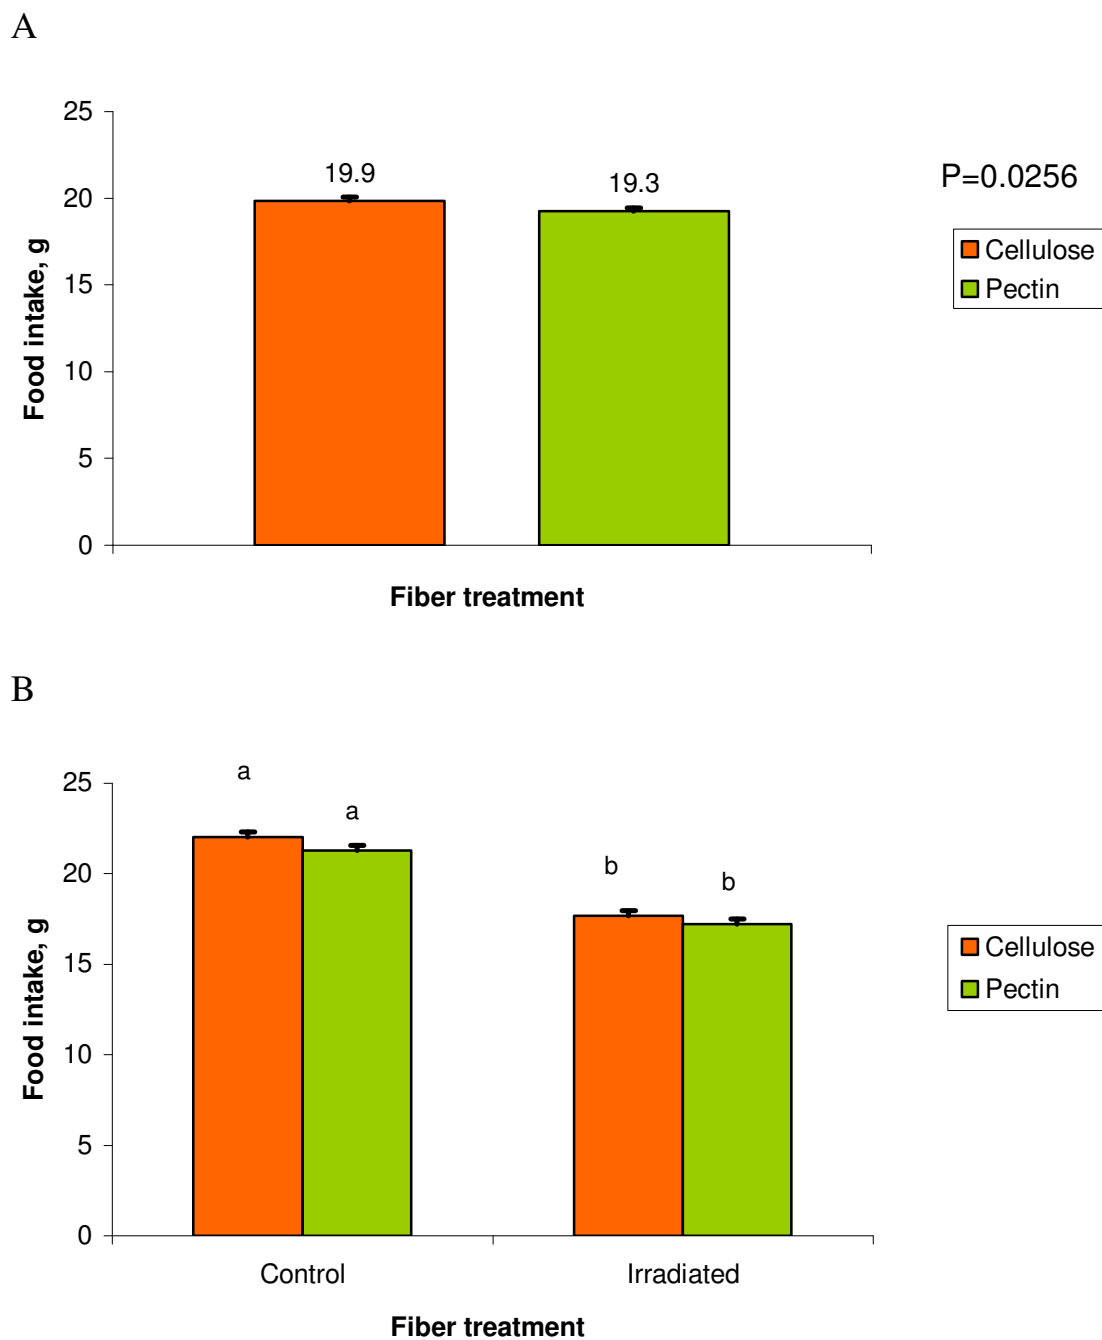 A
25
20
15
10
5
0
Food intake, g
19.9
19.3
P=0.0256
Cellulose
Pectin
Fiber treatment
B
25
20
15
10
5
0
Food intake, g
a
a
b
b
Cellulose
Pectin
Control
Irradiated
Fiber treatment